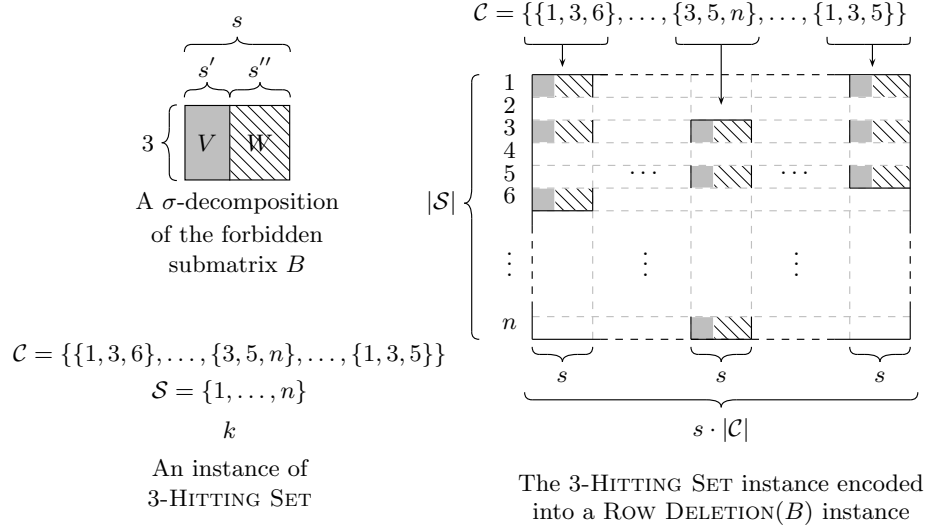 s
s′ s″
3 V W
A σ-decomposition
of the forbidden
submatrix B
C = {{1, 3, 6}, . . . , {3, 5, n}, . . . , {1, 3, 5}}
S = {1, . . . , n}
k
An instance of
3-HITTING SET
C = {{1, 3, 6}, . . . , {3, 5, n}, . . . , {1, 3, 5}}
|S|
1
2
3
4
5 · · · · · ·
6
⋮ ⋮ ⋮
n
s s s
s · |C|
The 3-HITTING SET instance encoded
into a ROW DELETION(B) instance